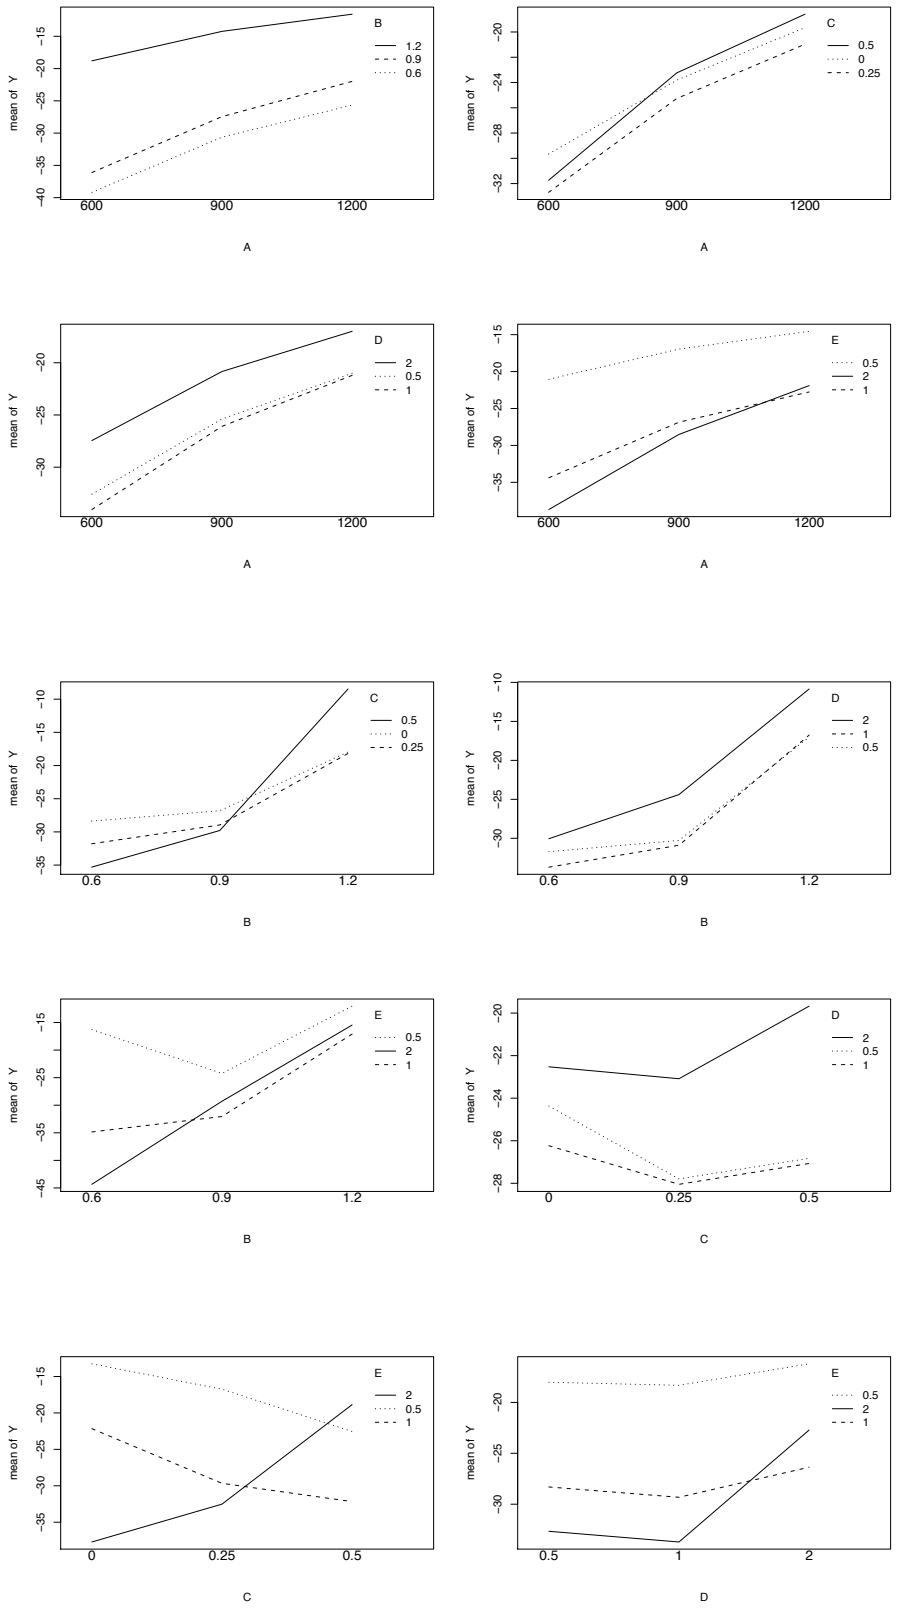 mean of Y
−15
−20
−25
−30
−35
−40
B
1.2
0.9
0.6
600 900 1200
A
mean of Y
−20
−24
−28
−32
C
0.5
0
0.25
600 900 1200
A
mean of Y
−20
−25
−30
D
2
0.5
1
600 900 1200
A
mean of Y
−15
−20
−25
−30
−35
E
0.5
2
1
600 900 1200
A
mean of Y
−10
−15
−20
−25
−30
−35
C
0.5
0
0.25
0.6 0.9 1.2
B
mean of Y
−10
−15
−20
−25
−30
D
2
1
0.5
0.6 0.9 1.2
B
mean of Y
−15
−25
−35
−45
E
0.5
2
1
0.6 0.9 1.2
B
mean of Y
−20
−22
−24
−26
−28
D
2
0.5
1
0 0.25 0.5
C
mean of Y
−15
−20
−25
−30
−35
E
2
0.5
1
0 0.25 0.5
C
mean of Y
−20
−25
−30
E
0.5
2
1
0.5 1 2
D